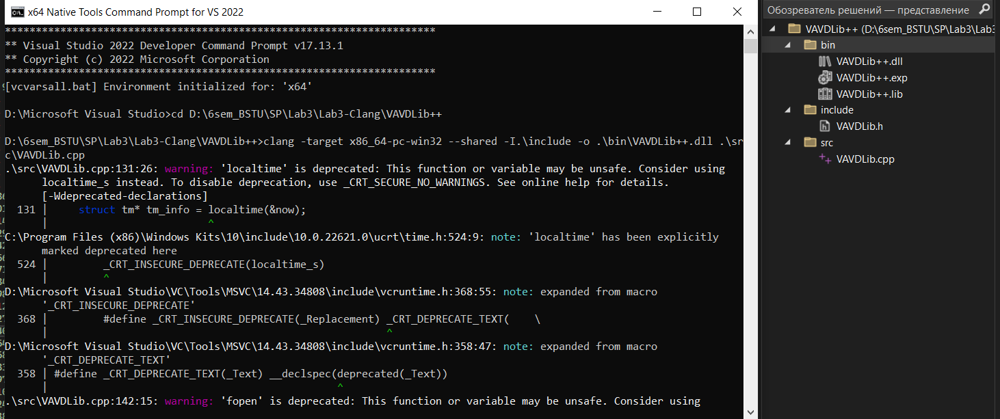 x64 Native Tools Command Prompt for VS 2022
**********************************************************************
** Visual Studio 2022 Developer Command Prompt v17.13.1
** Copyright (c) 2022 Microsoft Corporation
**********************************************************************
[vcvarsall.bat] Environment initialized for: 'x64'
D:\Microsoft Visual Studio>cd D:\6sem_BSTU\SP\Lab3\Lab3-Clang\VAVDLib++
D:\6sem_BSTU\SP\Lab3\Lab3-Clang\VAVDLib++>clang -target x86_64-pc-win32 --shared -I.\include -o .\bin\VAVDLib++.dll .\sr
c\VAVDLib.cpp
.\src\VAVDLib.cpp:131:26: warning: 'localtime' is deprecated: This function or variable may be unsafe. Consider using
localtime_s instead. To disable deprecation, use _CRT_SECURE_NO_WARNINGS. See online help for details.
[-Wdeprecated-declarations]
131 |     struct tm* tm_info = localtime(&now);
|                          ^
C:\Program Files (x86)\Windows Kits\10\include\10.0.22621.0\ucrt\time.h:524:9: note: 'localtime' has been explicitly
marked deprecated here
524 |         _CRT_INSECURE_DEPRECATE(localtime_s)
|         ^
D:\Microsoft Visual Studio\VC\Tools\MSVC\14.43.34808\include\vcruntime.h:368:55: note: expanded from macro
'_CRT_INSECURE_DEPRECATE'
368 |         #define _CRT_INSECURE_DEPRECATE(_Replacement) _CRT_DEPRECATE_TEXT(    \
|                                                       ^
D:\Microsoft Visual Studio\VC\Tools\MSVC\14.43.34808\include\vcruntime.h:358:47: note: expanded from macro
'_CRT_DEPRECATE_TEXT'
358 | #define _CRT_DEPRECATE_TEXT(_Text) __declspec(deprecated(_Text))
|                                               ^
.\src\VAVDLib.cpp:142:15: warning: 'fopen' is deprecated: This function or variable may be unsafe. Consider using
Обозреватель решений — представление
VAVDLib++ (D:\6sem_BSTU\SP\Lab3\Lab3
bin
VAVDLib++.dll
VAVDLib++.exp
VAVDLib++.lib
include
VAVDLib.h
src
VAVDLib.cpp